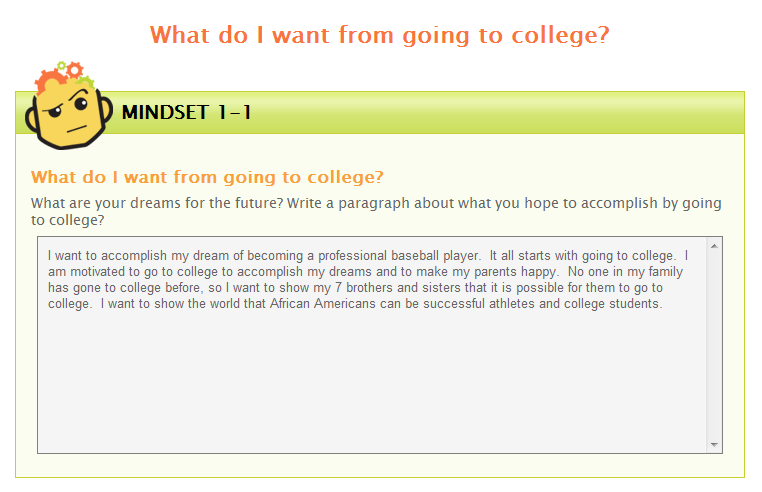 What do I want from going to college?
MINDSET 1-1
What do I want from going to college?
What are your dreams for the future? Write a paragraph about what you hope to accomplish by going
to college?
I want to accomplish my dream of becoming a professional baseball player.  It all starts with going to college.  I
am motivated to go to college to accomplish my dreams and to make my parents happy.  No one in my family
has gone to college before, so I want to show my 7 brothers and sisters that it is possible for them to go to
college.  I want to show the world that African Americans can be successful athletes and college students.